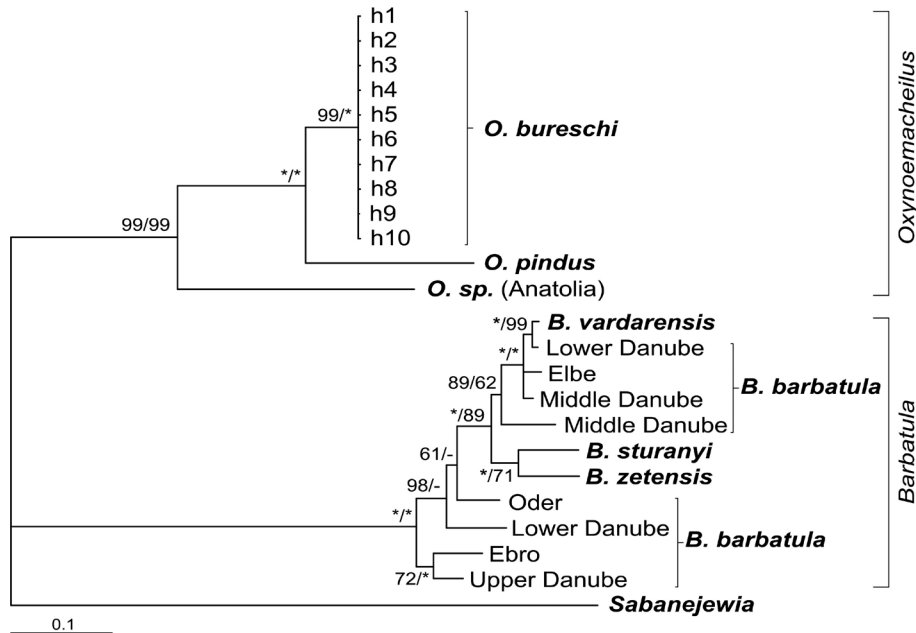 h1
h2
h3
h4
99/* h5
O. bureschi
h6
h7
*/*
h8
h9
99/99
h10
O. pindus
O. sp. (Anatolia)
Oxynoemacheilus
*/99 B. vardarensis
Lower Danube
*/*
Elbe
89/62
B. barbatula
Middle Danube
*/89
Middle Danube
B. sturanyi
61/-
*/71
B. zetensis
98/-
Oder
*/*
Lower Danube
B. barbatula
Ebro
72/*
Upper Danube
Barbatula
Sabanejewia
0.1